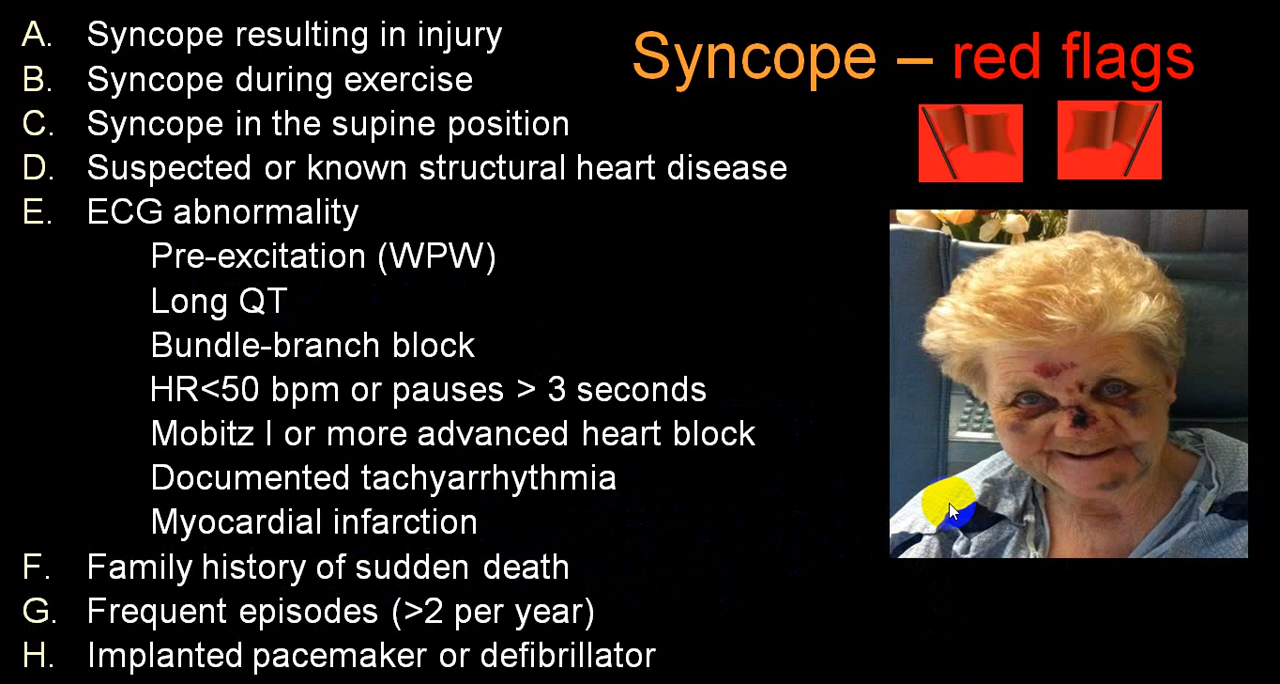 Syncope – red flags
A. Syncope resulting in injury
B. Syncope during exercise
C. Syncope in the supine position
D. Suspected or known structural heart disease
E. ECG abnormality
Pre-excitation (WPW)
Long QT
Bundle-branch block
HR<50 bpm or pauses > 3 seconds
Mobitz I or more advanced heart block
Documented tachyarrhythmia
Myocardial infarction
F. Family history of sudden death
G. Frequent episodes (>2 per year)
H. Implanted pacemaker or defibrillator